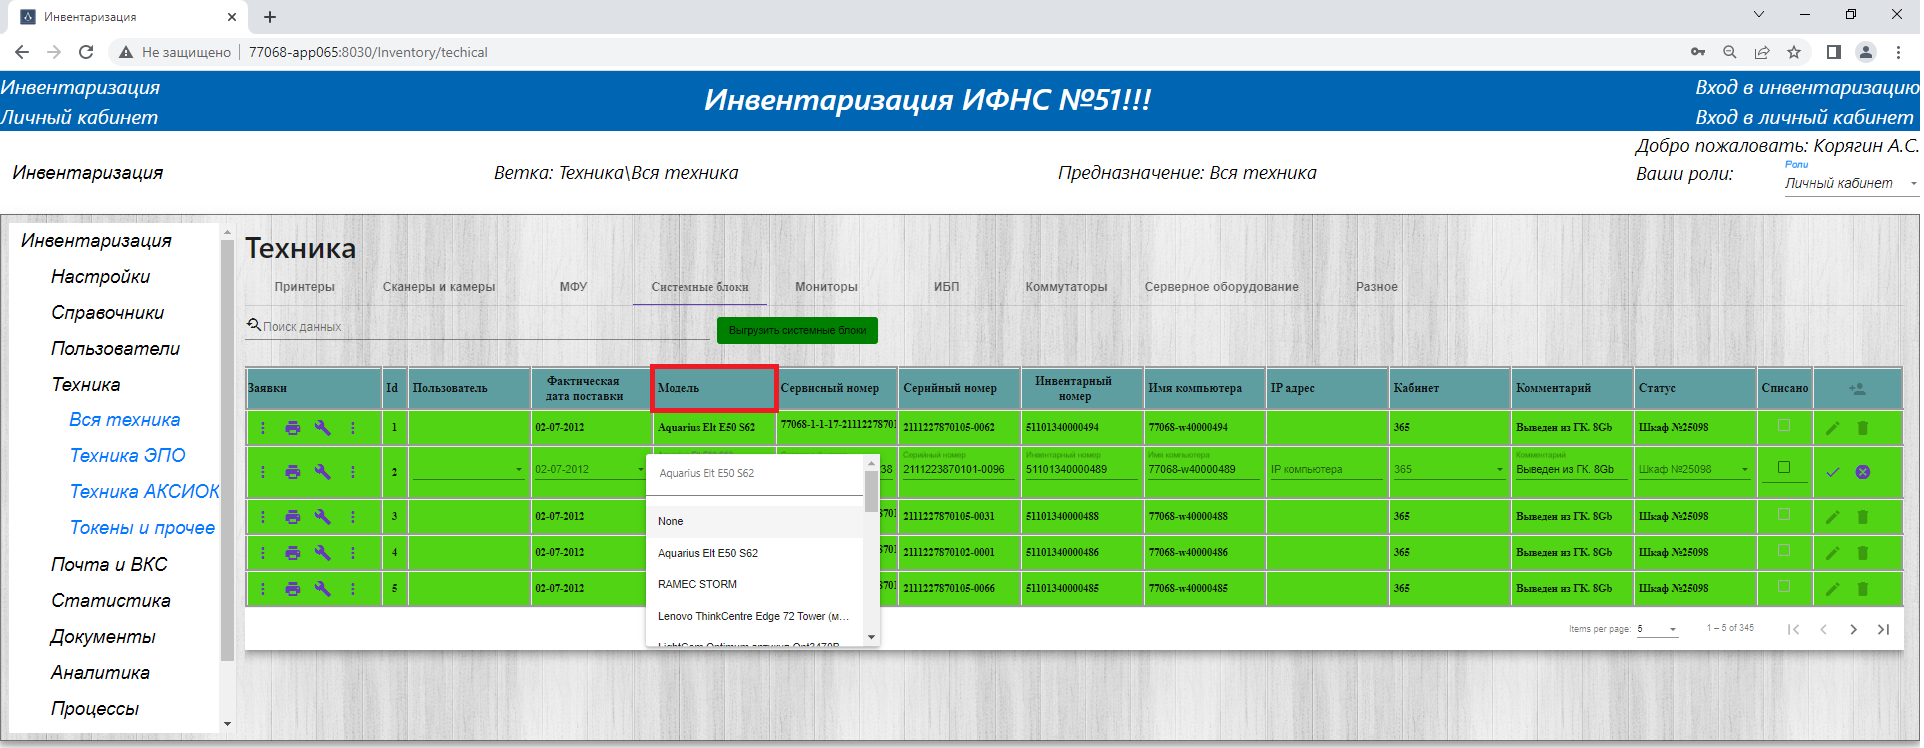 Инвентаризация
Не защищено
77068-app065:8030/Inventory/techical
Инвентаризация
Личный кабинет
Инвентаризация ИФНС №51!!!
Вход в инвентаризацию
Вход в личный кабинет
Добро пожаловать: Корягин А.С.
Инвентаризация
Ветка: Техника\Вся техника
Предназначение: Вся техника
Ваши роли:
Роли
Личный кабинет
Инвентаризация
Настройки
Справочники
Пользователи
Техника
Вся техника
Техника ЭПО
Техника АКСИОК
Токены и прочее
Почта и ВКС
Статистика
Документы
Аналитика
Процессы
Техника
Принтеры Сканеры и камеры МФУ Системные блоки Мониторы ИБП Коммутаторы Серверное оборудование Разное
Поиск данных
Выгрузить системные блоки
Заявки Id Пользователь Фактическая дата поставки Модель Сервисный номер Серийный номер Инвентарный номер Имя компьютера IP адрес Кабинет Комментарий Статус Списано
1 02-07-2012 Aquarius Elt E50 S62 77068-1-1-17-2111227870 2111227870105-0062 51101340000494 77068-w40000494 365 Выведен из ГК. 8Gb Шкаф №25098
Серийный номер Инвентарный номер Имя компьютера Комментарий
2 02-07-2012 38 2111223870101-0096 51101340000489 77068-w40000489 IP компьютера 365 Выведен из ГК. 8Gb Шкаф №25098
3 02-07-2012 8701 2111227870105-0031 51101340000488 77068-w40000488 365 Выведен из ГК. 8Gb Шкаф №25098
4 02-07-2012 8701 2111227870102-0001 51101340000486 77068-w40000486 365 Выведен из ГК. 8Gb Шкаф №25098
5 02-07-2012 8701 2111227870105-0066 51101340000485 77068-w40000485 365 Выведен из ГК. 8Gb Шкаф №25098
Aquarius Elt E50 S62
None
Aquarius Elt E50 S62
RAMEC STORM
Lenovo ThinkCentre Edge 72 Tower (м...
Items per page: 5 1 – 5 of 345